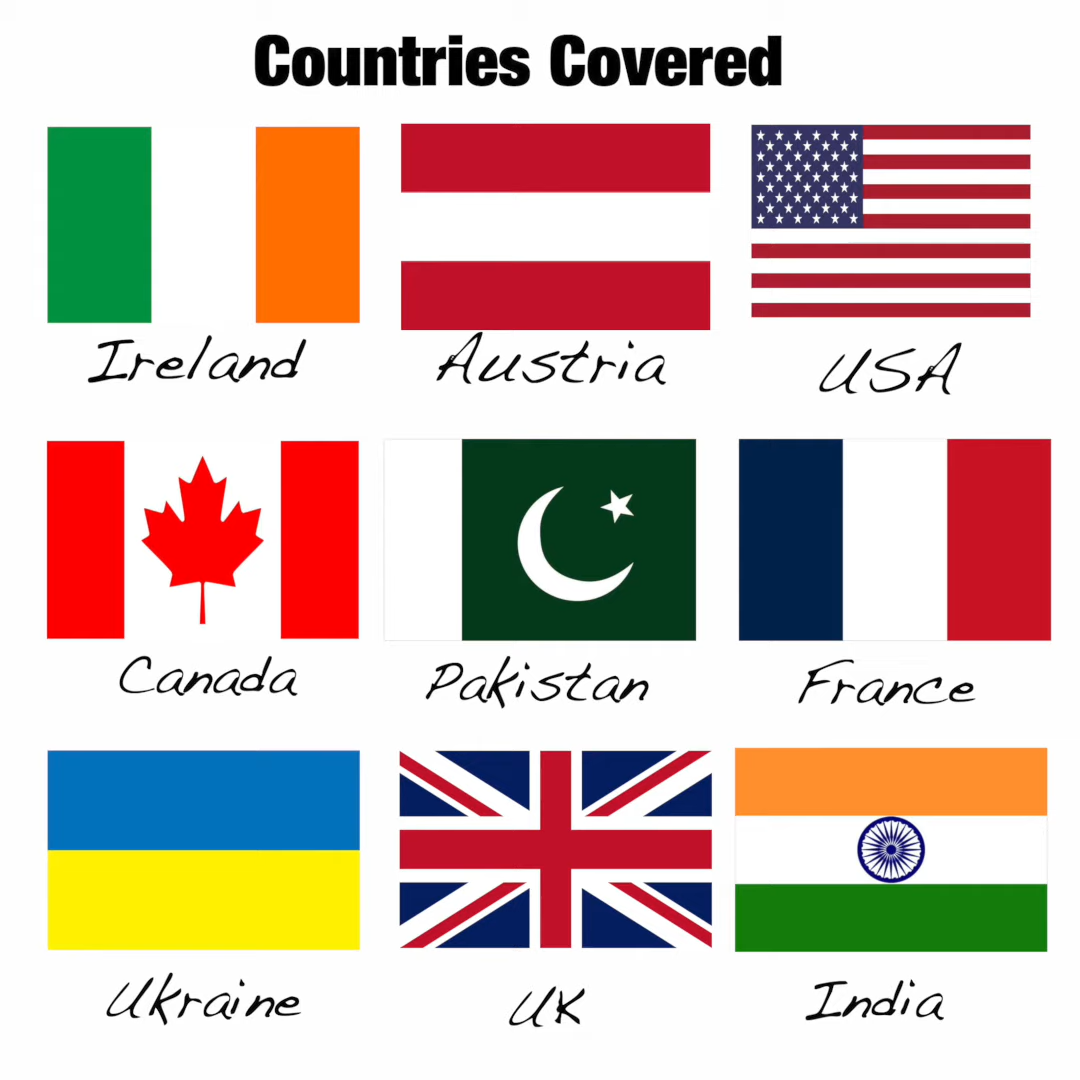 Countries Covered
Ireland
Austria
USA
Canada
Pakistan
France
Ukraine
UK
India